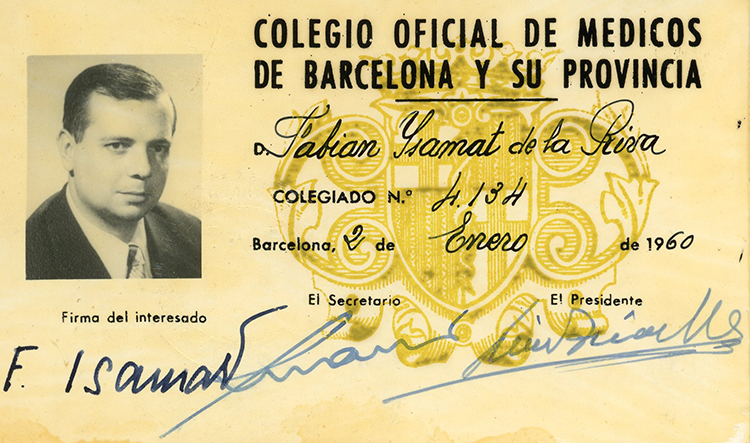 COLEGIO OFICIAL DE MEDICOS
DE BARCELONA Y SU PROVINCIA
D. Fabian Ysamat de la Riva
COLEGIADO N.º 4.134
Barcelona, 2 de Enero de 1960
El Secretario El Presidente
Firma del interesado
F. Isamat